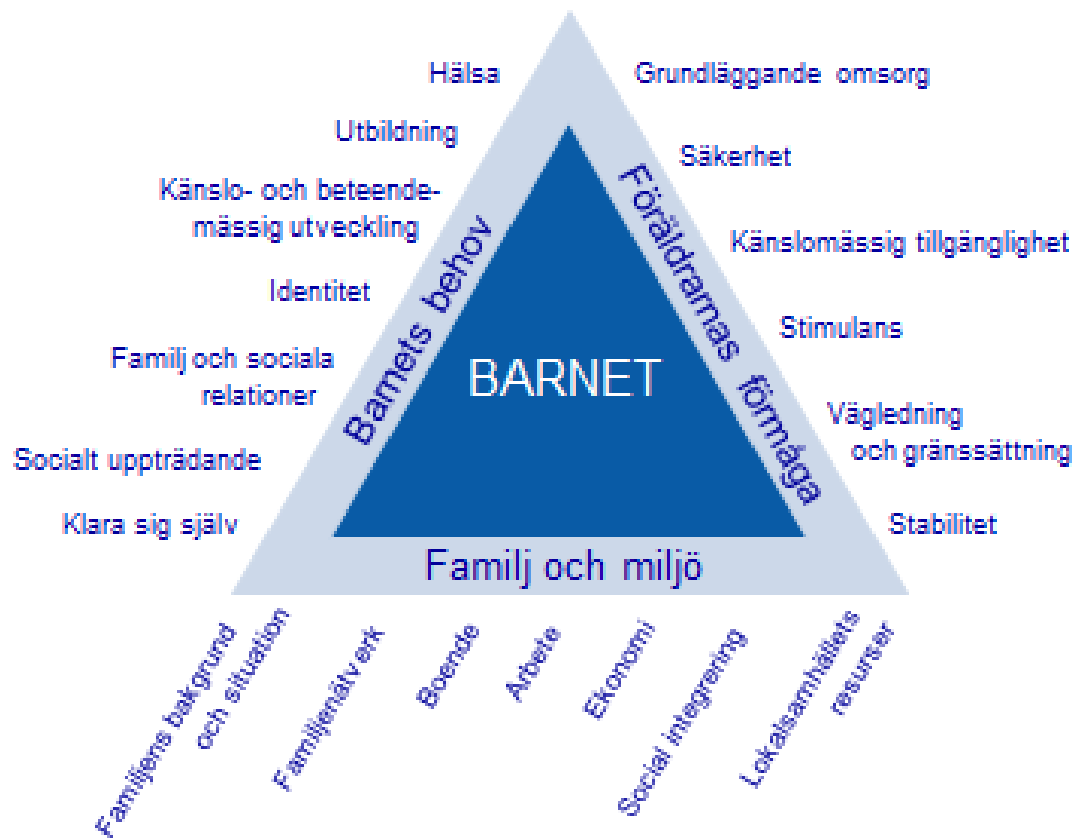 Hälsa
Utbildning
Känslo- och beteende-
mässig utveckling
Identitet
Familj och sociala
relationer
Socialt uppträdande
Klara sig själv
Barnets behov
BARNET
Föräldrarnas förmåga
Grundläggande omsorg
Säkerhet
Känslomässig tillgänglighet
Stimulans
Vägledning
och gränssättning
Stabilitet
Familj och miljö
Familjens bakgrund
och situation
Familjenätverk
Boende
Arbete
Ekonomi
Social integrering
Lokalsamhällets
resurser